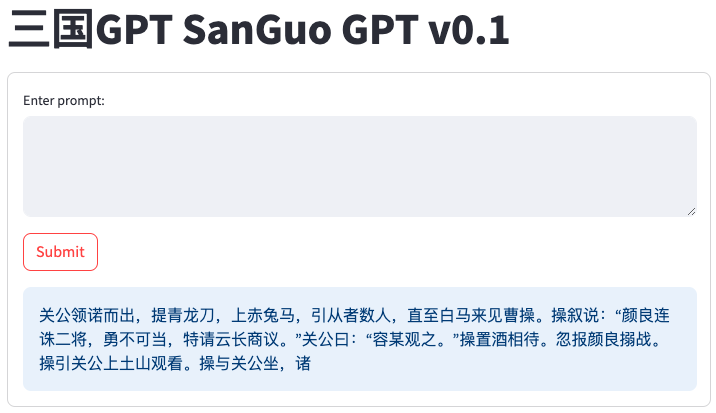 三国GPT SanGuo GPT v0.1
Enter prompt:
Submit
关公领诺而出，提青龙刀，上赤兔马，引从者数人，直至白马来见曹操。操叙说：“颜良连
诛二将，勇不可当，特请云长商议。”关公曰：“容某观之。”操置酒相待。忽报颜良搦战。
操引关公上土山观看。操与关公坐，诸